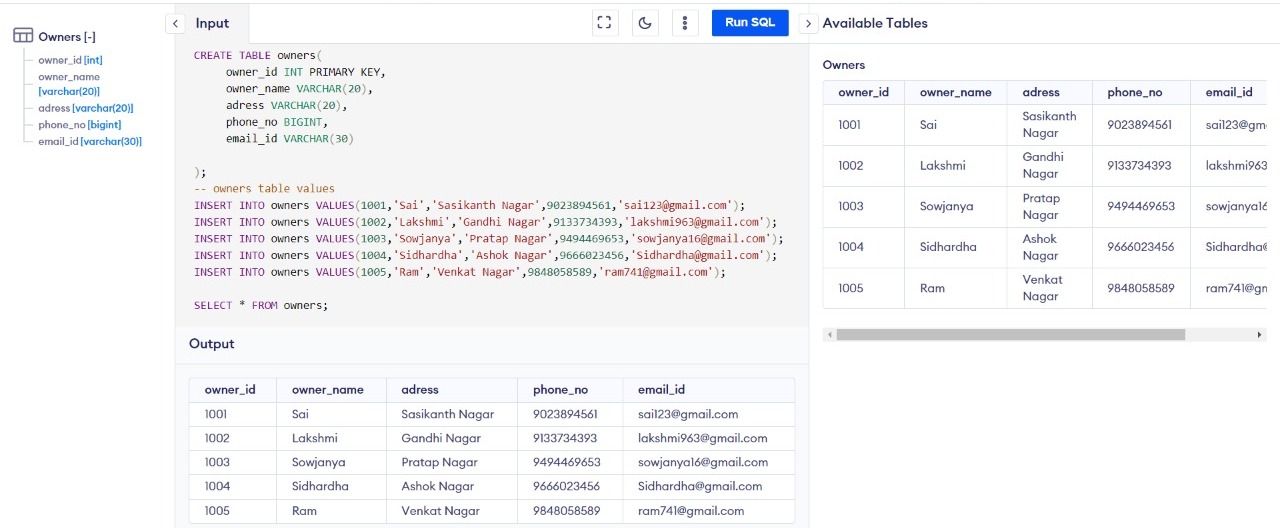 Owners [-]
owner_id [int]
owner_name
[varchar(20)]
adress [varchar(20)]
phone_no [bigint]
email_id [varchar(30)]
Input
Run SQL
CREATE TABLE owners(
owner_id INT PRIMARY KEY,
owner_name VARCHAR(20),
adress VARCHAR(20),
phone_no BIGINT,
email_id VARCHAR(30)
);
-- owners table values
INSERT INTO owners VALUES(1001,'Sai','Sasikanth Nagar',9023894561,'sai123@gmail.com');
INSERT INTO owners VALUES(1002,'Lakshmi','Gandhi Nagar',9133734393,'lakshmi963@gmail.com');
INSERT INTO owners VALUES(1003,'Sowjanya','Pratap Nagar',9494469653,'sowjanya16@gmail.com');
INSERT INTO owners VALUES(1004,'Sidhardha','Ashok Nagar',9666023456,'Sidhardha@gmail.com');
INSERT INTO owners VALUES(1005,'Ram','Venkat Nagar',9848058589,'ram741@gmail.com');
SELECT * FROM owners;
Output
owner_id owner_name adress phone_no email_id
1001 Sai Sasikanth Nagar 9023894561 sai123@gmail.com
1002 Lakshmi Gandhi Nagar 9133734393 lakshmi963@gmail.com
1003 Sowjanya Pratap Nagar 9494469653 sowjanya16@gmail.com
1004 Sidhardha Ashok Nagar 9666023456 Sidhardha@gmail.com
1005 Ram Venkat Nagar 9848058589 ram741@gmail.com
Available Tables
Owners
owner_id owner_name adress phone_no email_id
1001 Sai Sasikanth Nagar 9023894561 sai123@gm
1002 Lakshmi Gandhi Nagar 9133734393 lakshmi963
1003 Sowjanya Pratap Nagar 9494469653 sowjanya16
1004 Sidhardha Ashok Nagar 9666023456 Sidhardha@
1005 Ram Venkat Nagar 9848058589 ram741@gm